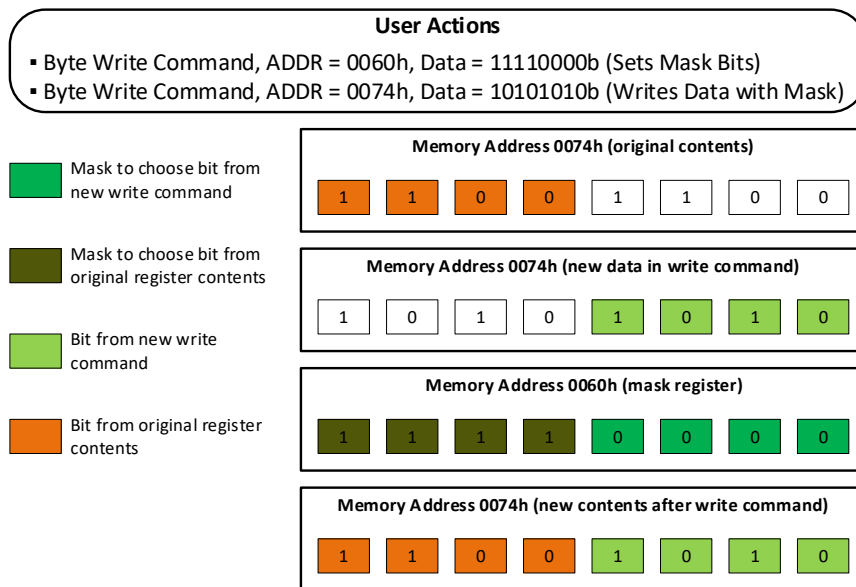 User Actions
▪ Byte Write Command, ADDR = 0060h, Data = 11110000b (Sets Mask Bits)
▪ Byte Write Command, ADDR = 0074h, Data = 10101010b (Writes Data with Mask)
Mask to choose bit from
new write command
Mask to choose bit from
original register contents
Bit from new write
command
Bit from original register
contents
Memory Address 0074h (original contents)
1 1 0 0 1 1 0 0
Memory Address 0074h (new data in write command)
1 0 1 0 1 0 1 0
Memory Address 0060h (mask register)
1 1 1 1 0 0 0 0
Memory Address 0074h (new contents after write command)
1 1 0 0 1 0 1 0